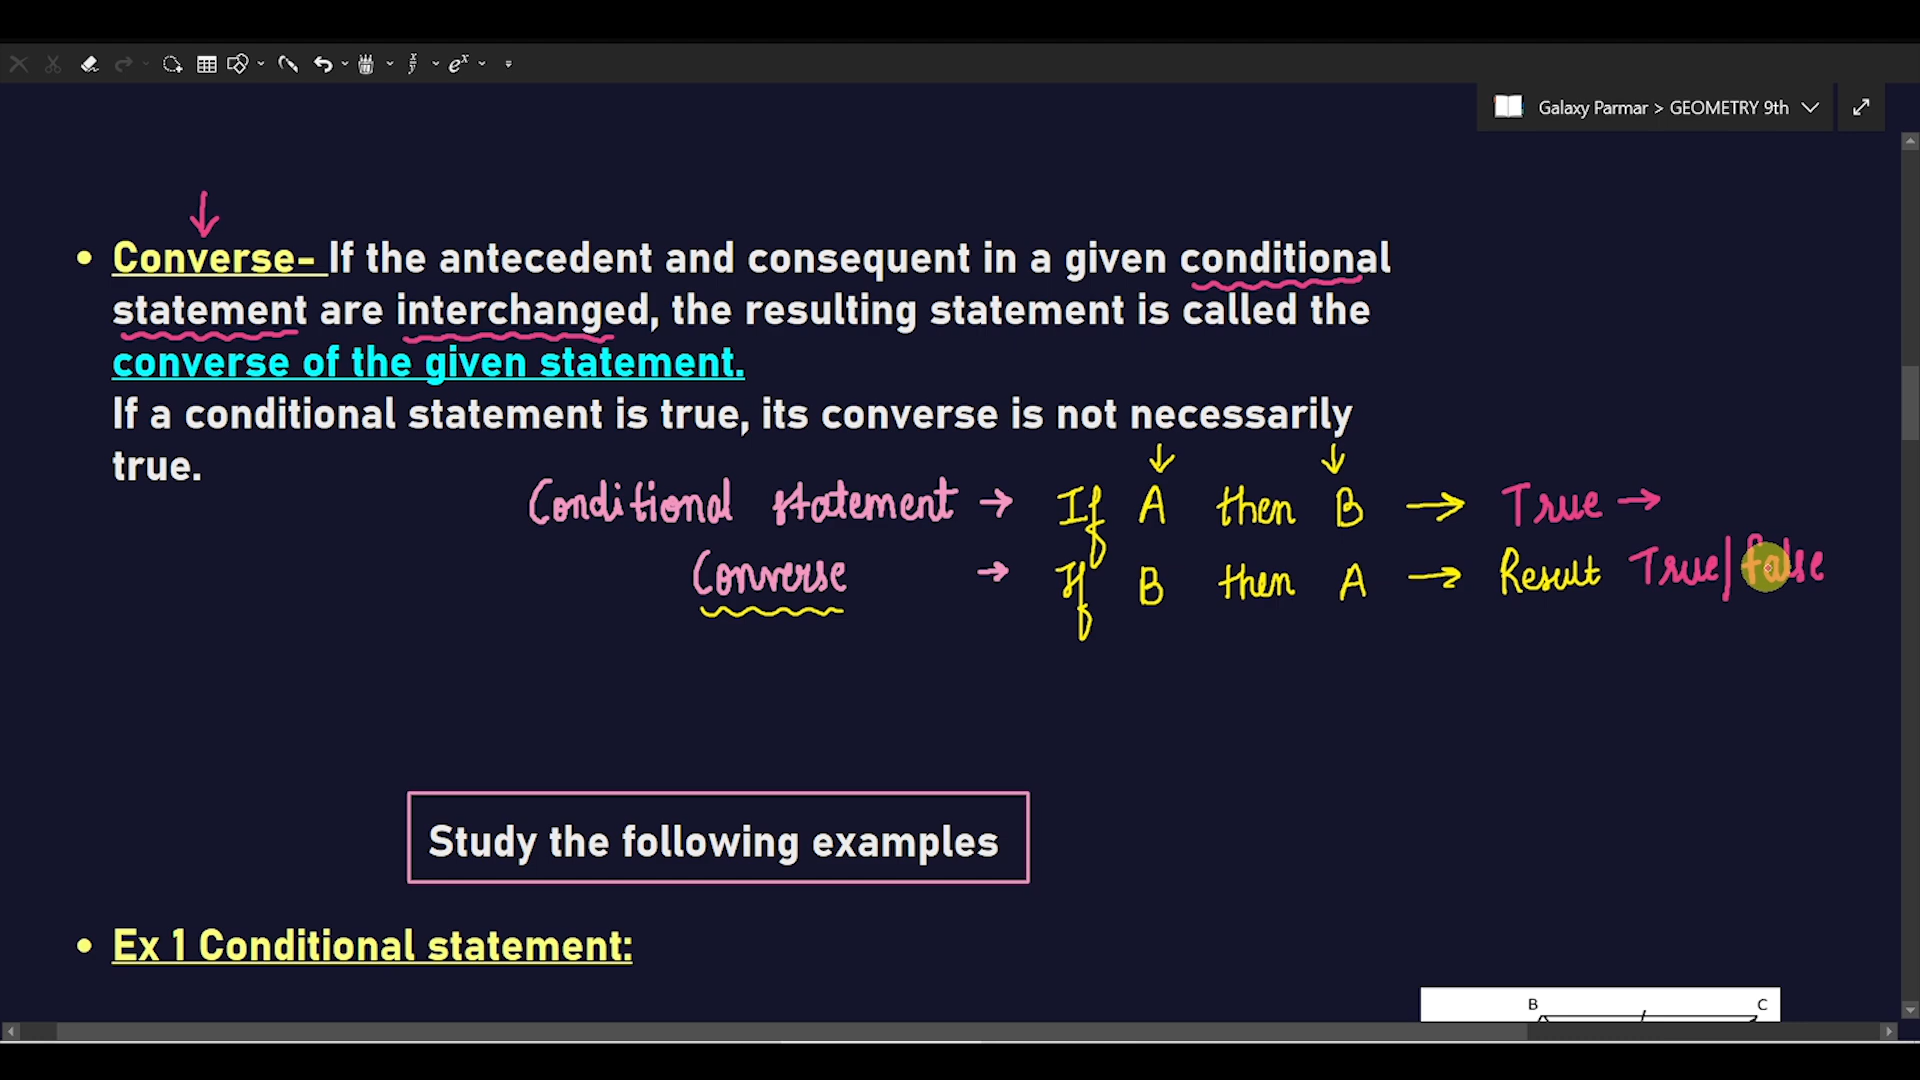 Galaxy Parmar > GEOMETRY 9th
• Converse- If the antecedent and consequent in a given conditional
statement are interchanged, the resulting statement is called the
converse of the given statement.
If a conditional statement is true, its converse is not necessarily
true.
Conditional statement → If A then B → True →
Converse → If B then A → Result True/false
Study the following examples
• Ex 1 Conditional statement:
B C